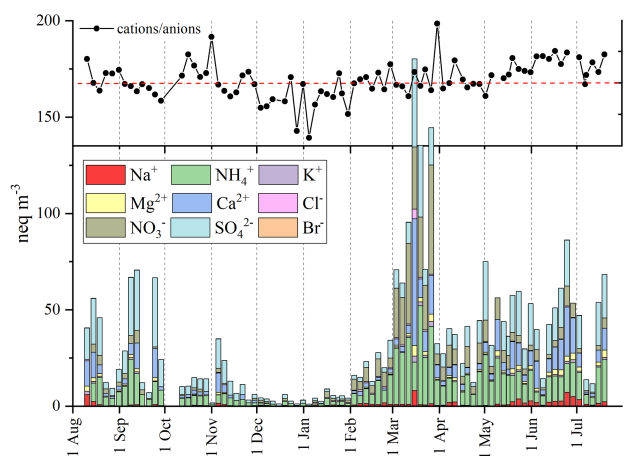 200
cations/anions
150
Na⁺ NH₄⁺ K⁺
Mg²⁺ Ca²⁺ Cl⁻
NO₃⁻ SO₄²⁻ Br⁻
neq m⁻³
100
50
0
1 Aug
1 Sep
1 Oct
1 Nov
1 Dec
1 Jan
1 Feb
1 Mar
1 Apr
1 May
1 Jun
1 Jul